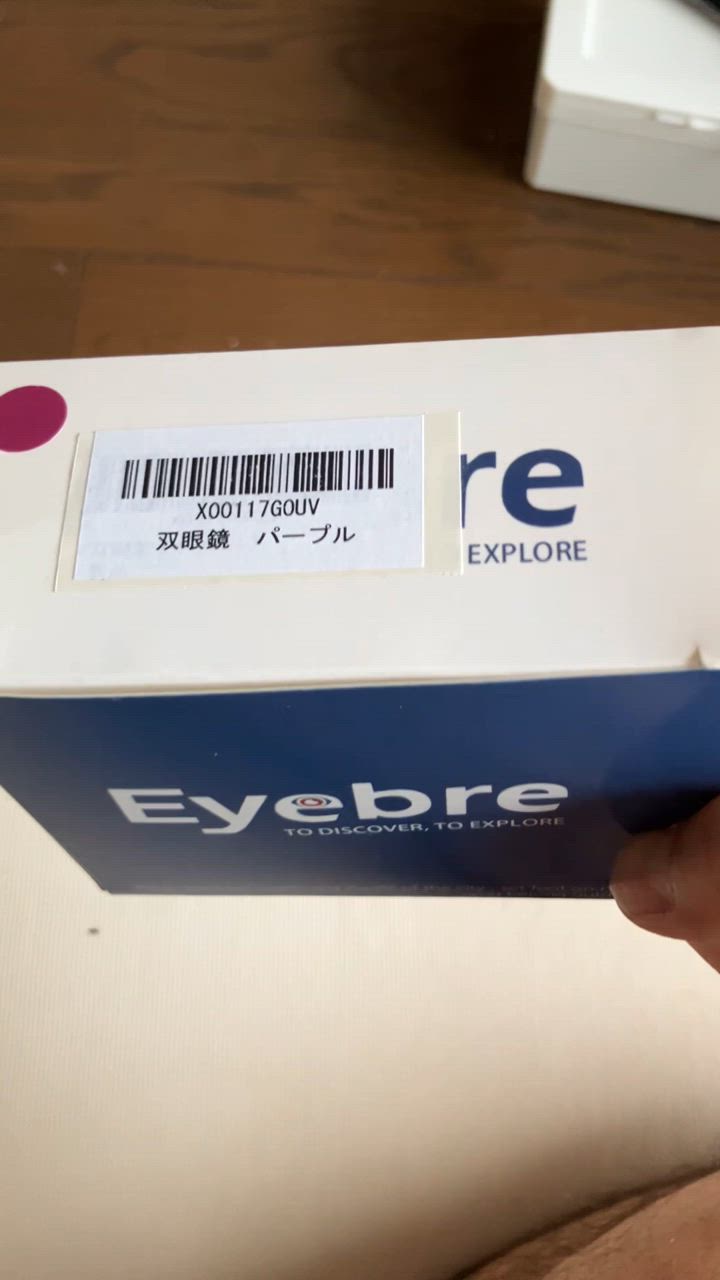 re
EXPLORE
X00117G0UV
双眼鏡 パープル
Eyebre
TO DISCOVER, TO EXPLORE